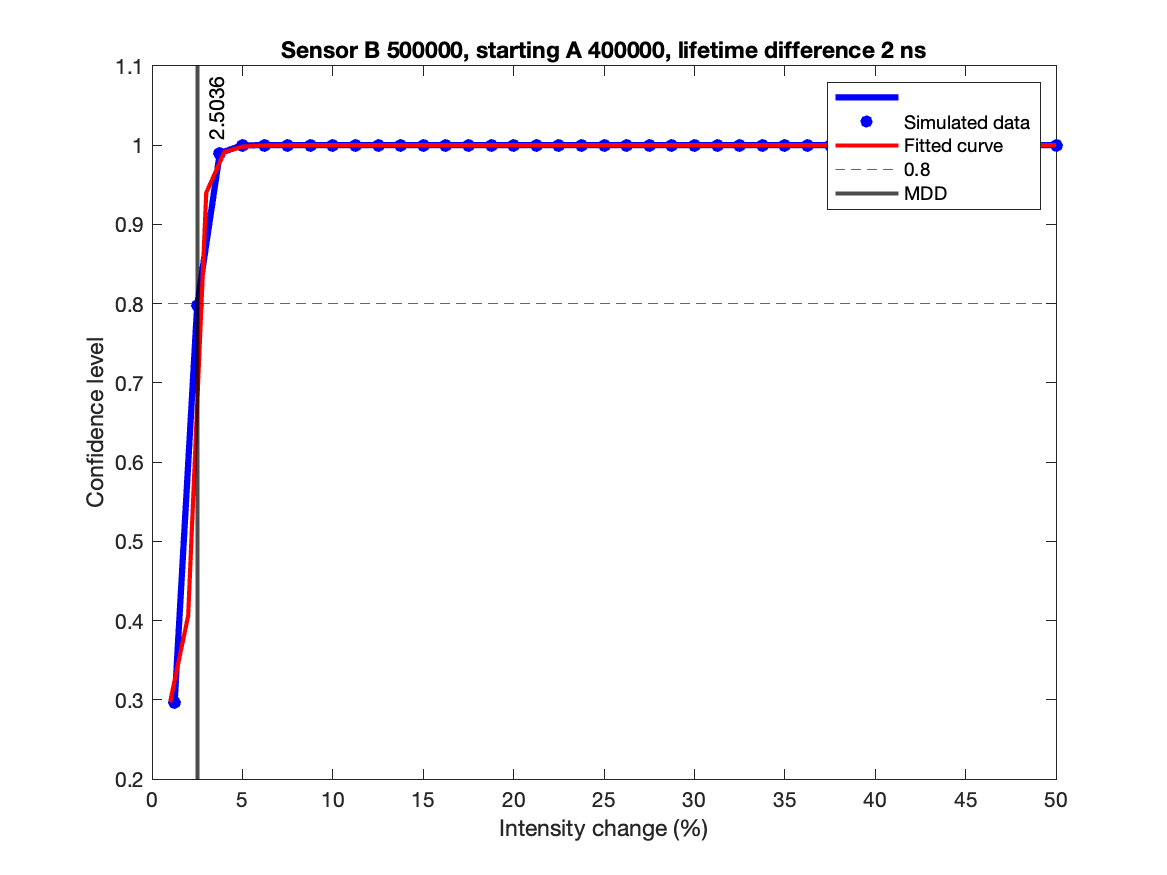 Sensor B 500000, starting A 400000, lifetime difference 2 ns
1.1
1
0.9
0.8
0.7
0.6
0.5
0.4
0.3
0.2
Confidence level
2.5036
Simulated data
Fitted curve
0.8
MDD
0 5 10 15 20 25 30 35 40 45 50
Intensity change (%)